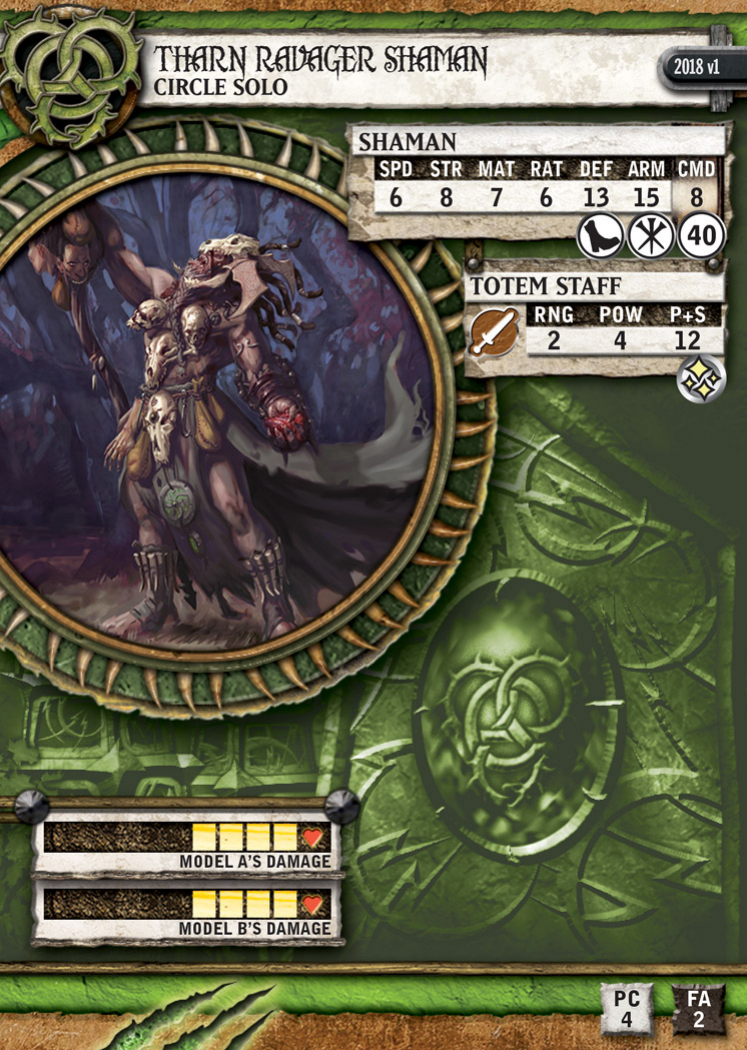 THARN RAVAGER SHAMAN
CIRCLE SOLO
2018 v1
SHAMAN
SPD STR MAT RAT DEF ARM CMD
6 8 7 6 13 15 8
40
TOTEM STAFF
RNG POW P+S
2 4 12
MODEL A'S DAMAGE
MODEL B'S DAMAGE
PC FA
4 2